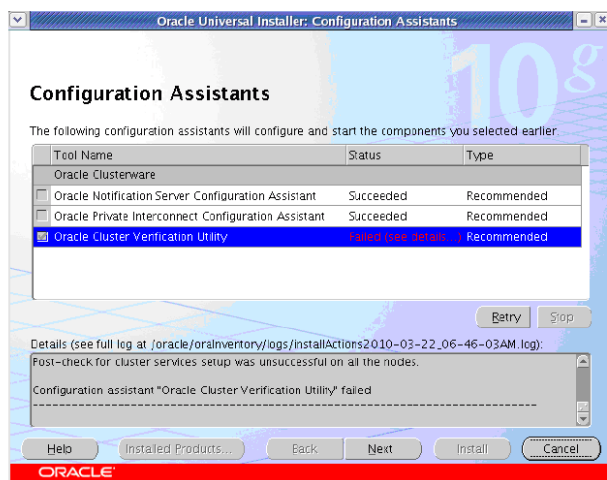 Oracle Universal Installer: Configuration Assistants
10g
Configuration Assistants
The following configuration assistants will configure and start the components you selected earlier.
Tool Name Status Type
Oracle Clusterware
Oracle Notification Server Configuration Assistant Succeeded Recommended
Oracle Private Interconnect Configuration Assistant Succeeded Recommended
Oracle Cluster Verification Utility Failed (see details...) Recommended
Retry Stop
Details (see full log at /oracle/oraInventory/logs/installActions2010-03-22_06-46-03AM.log):
Post-check for cluster services setup was unsuccessful on all the nodes.
Configuration assistant "Oracle Cluster Verification Utility" failed
-----------------------------------------------------------------------------
Help Installed Products... Back Next Install Cancel
ORACLE